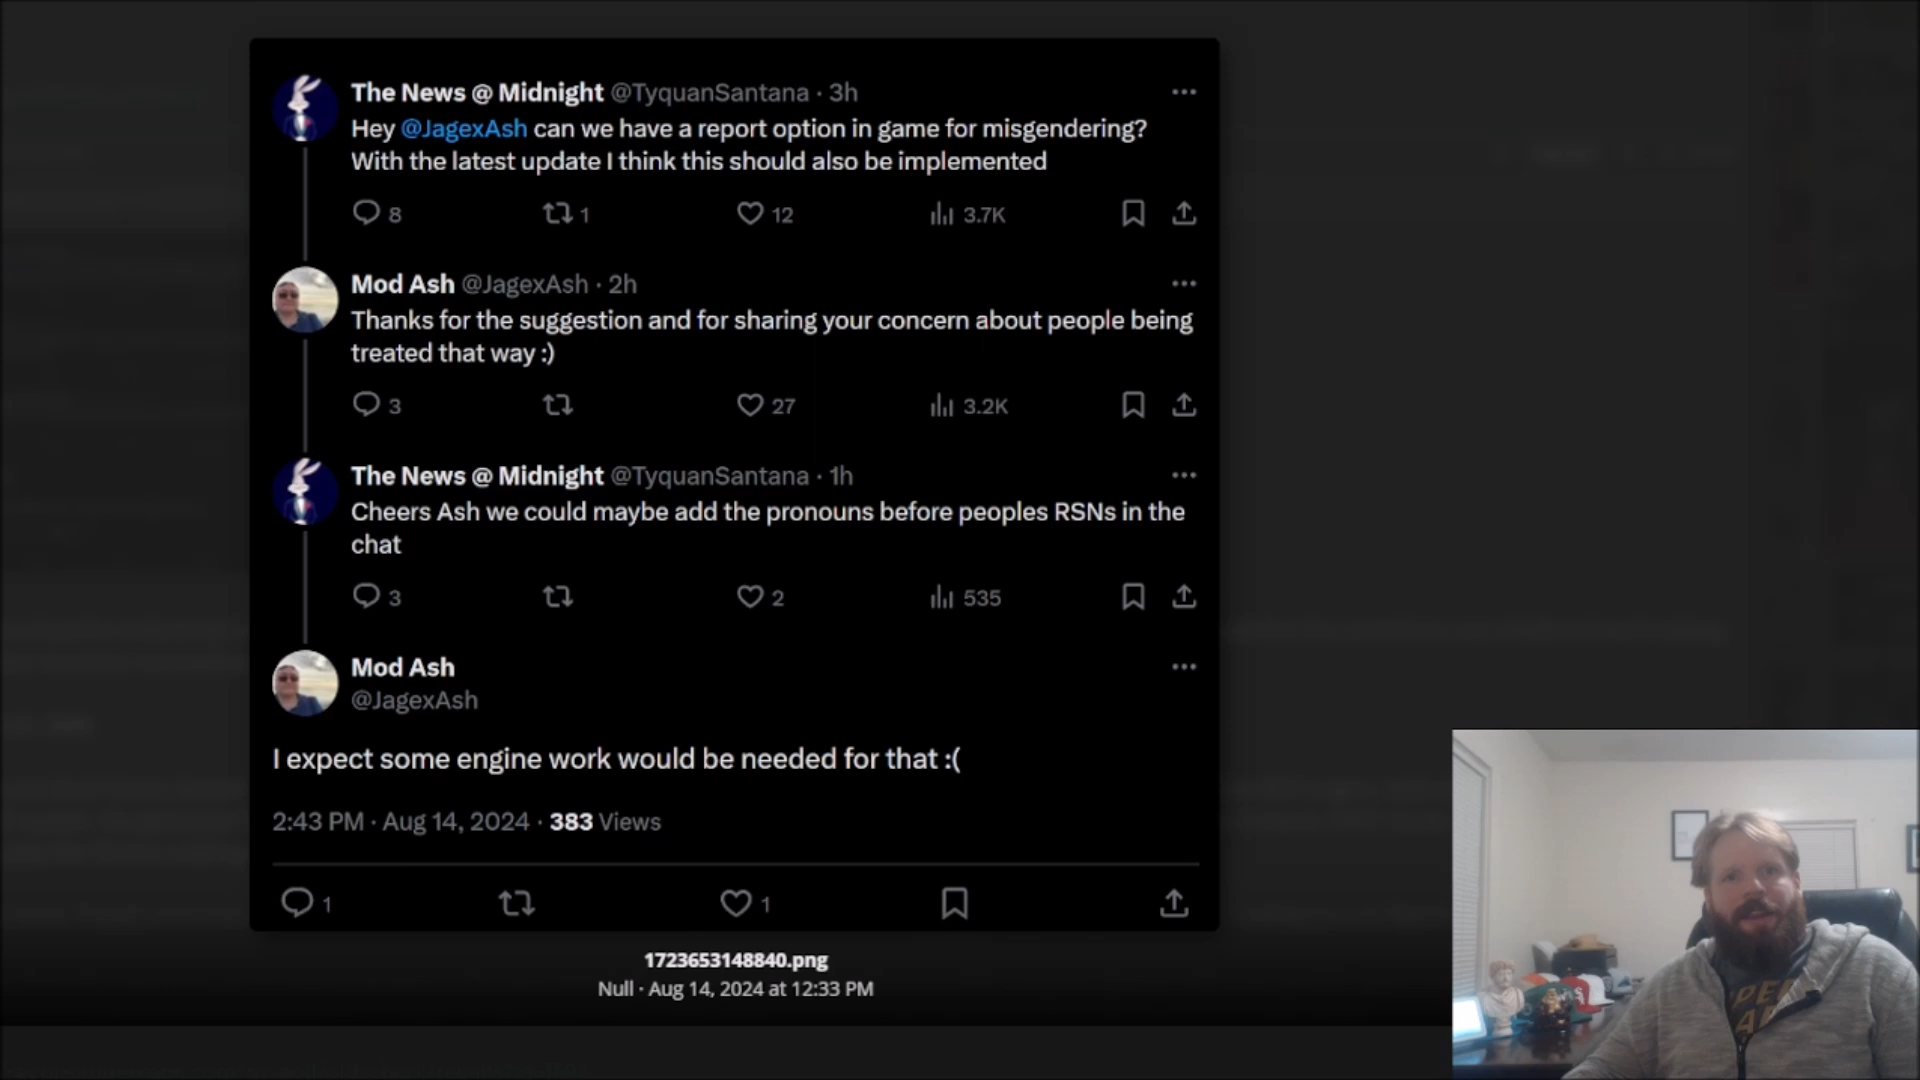 The News @ Midnight @TyquanSantana · 3h
Hey @JagexAsh can we have a report option in game for misgendering?
With the latest update I think this should also be implemented
8 1 12 3.7K
Mod Ash @JagexAsh · 2h
Thanks for the suggestion and for sharing your concern about people being
treated that way :)
3 27 3.2K
The News @ Midnight @TyquanSantana · 1h
Cheers Ash we could maybe add the pronouns before peoples RSNs in the
chat
3 2 535
Mod Ash
@JagexAsh
I expect some engine work would be needed for that :(
2:43 PM · Aug 14, 2024 · 383 Views
1 1
1723653148840.png
Null · Aug 14, 2024 at 12:33 PM